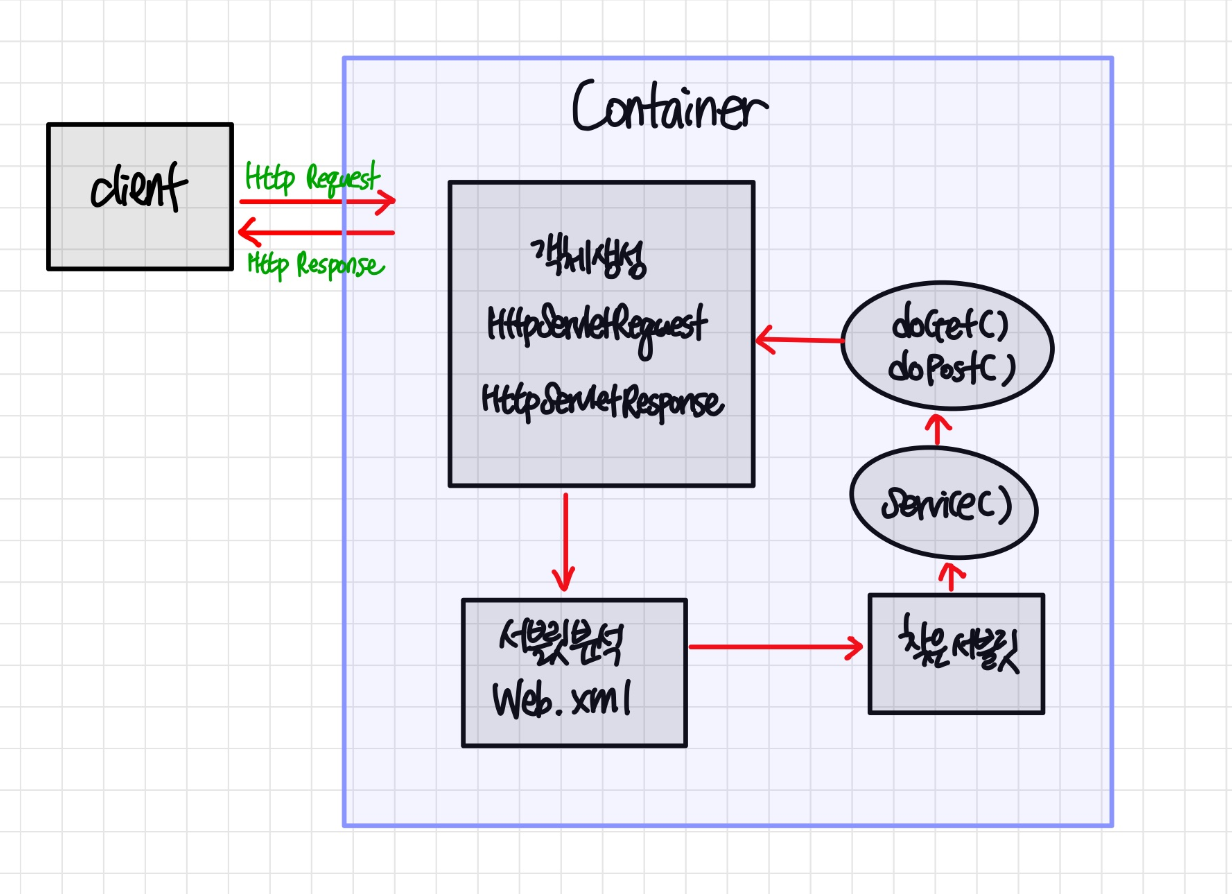 Container
client
Http Request
Http Response
객체생성
HttpServletRequest
HttpServletResponse
doGet()
doPost()
Service()
서블릿분석
Web.xml
찾은서블릿